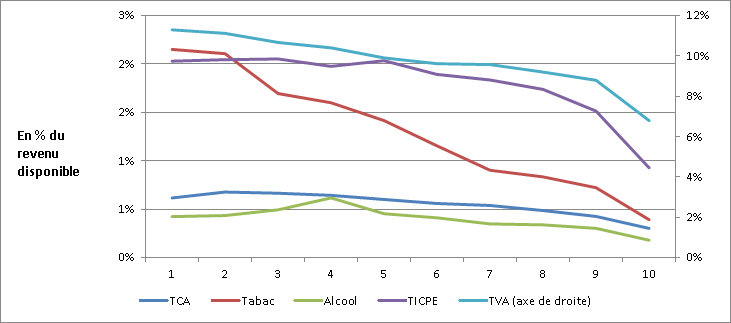 3%
2%
2%
1%
1%
0%
En % du
revenu
disponible
12%
10%
8%
6%
4%
2%
0%
1 2 3 4 5 6 7 8 9 10
TCA Tabac Alcool TICPE TVA (axe de droite)